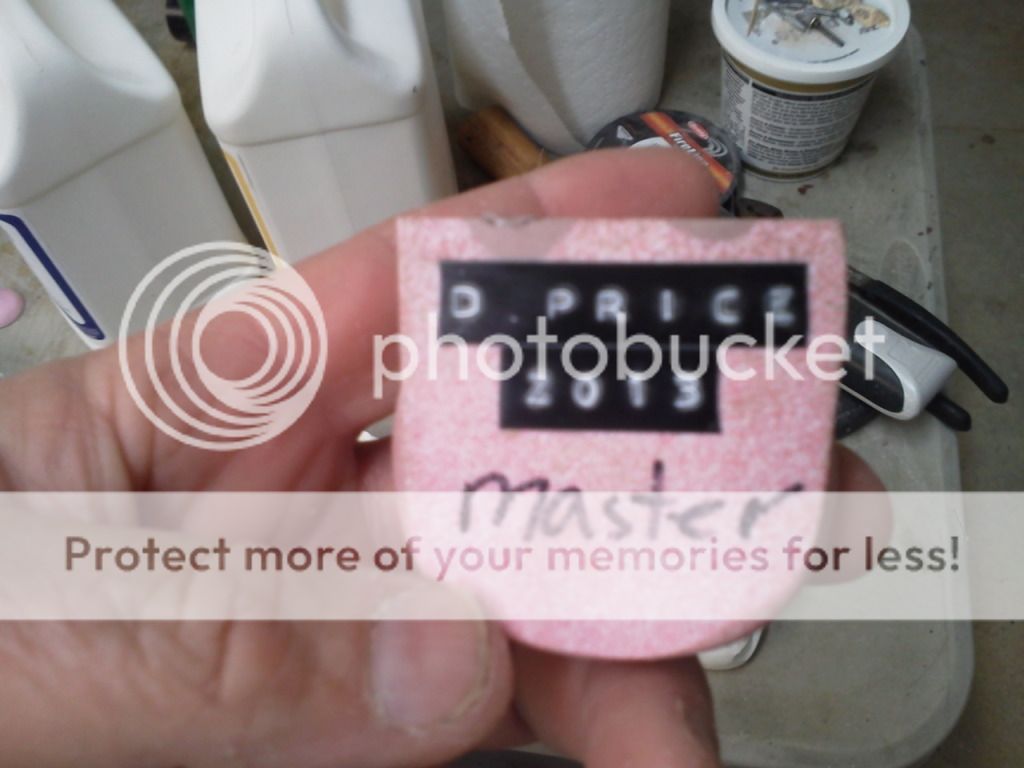 D PRICE
2013
master
photobucket
Protect more of your memories for less!